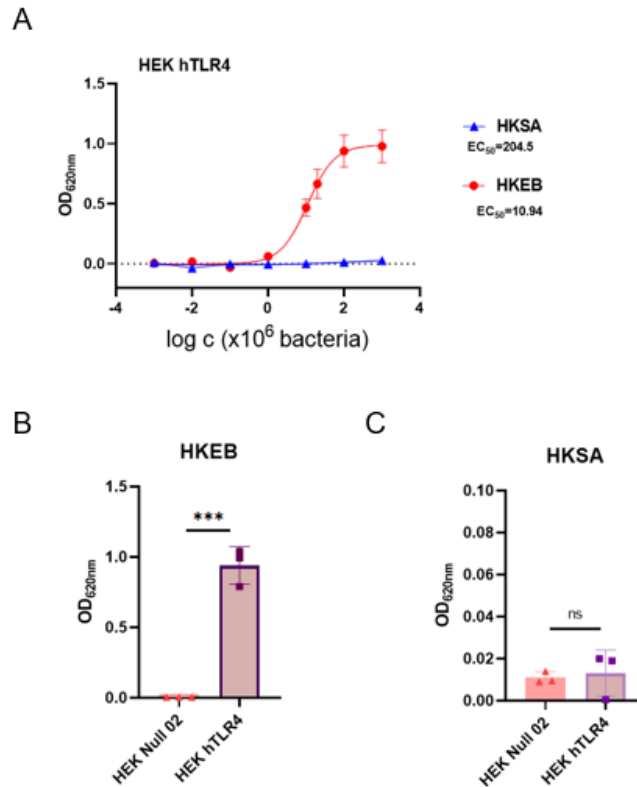 A
HEK hTLR4
1.5
1.0
0.5
0.0
OD620nm
-4 -2 0 2 4
log c (x10⁶ bacteria)
HKSA
EC50=204.5
HKEB
EC50=10.94
B
HKEB
1.5
1.0
0.5
0.0
OD620nm
***
HEK Null 02
HEK hTLR4
C
HKSA
0.10
0.08
0.06
0.04
0.02
0.00
OD620nm
ns
HEK Null 02
HEK hTLR4